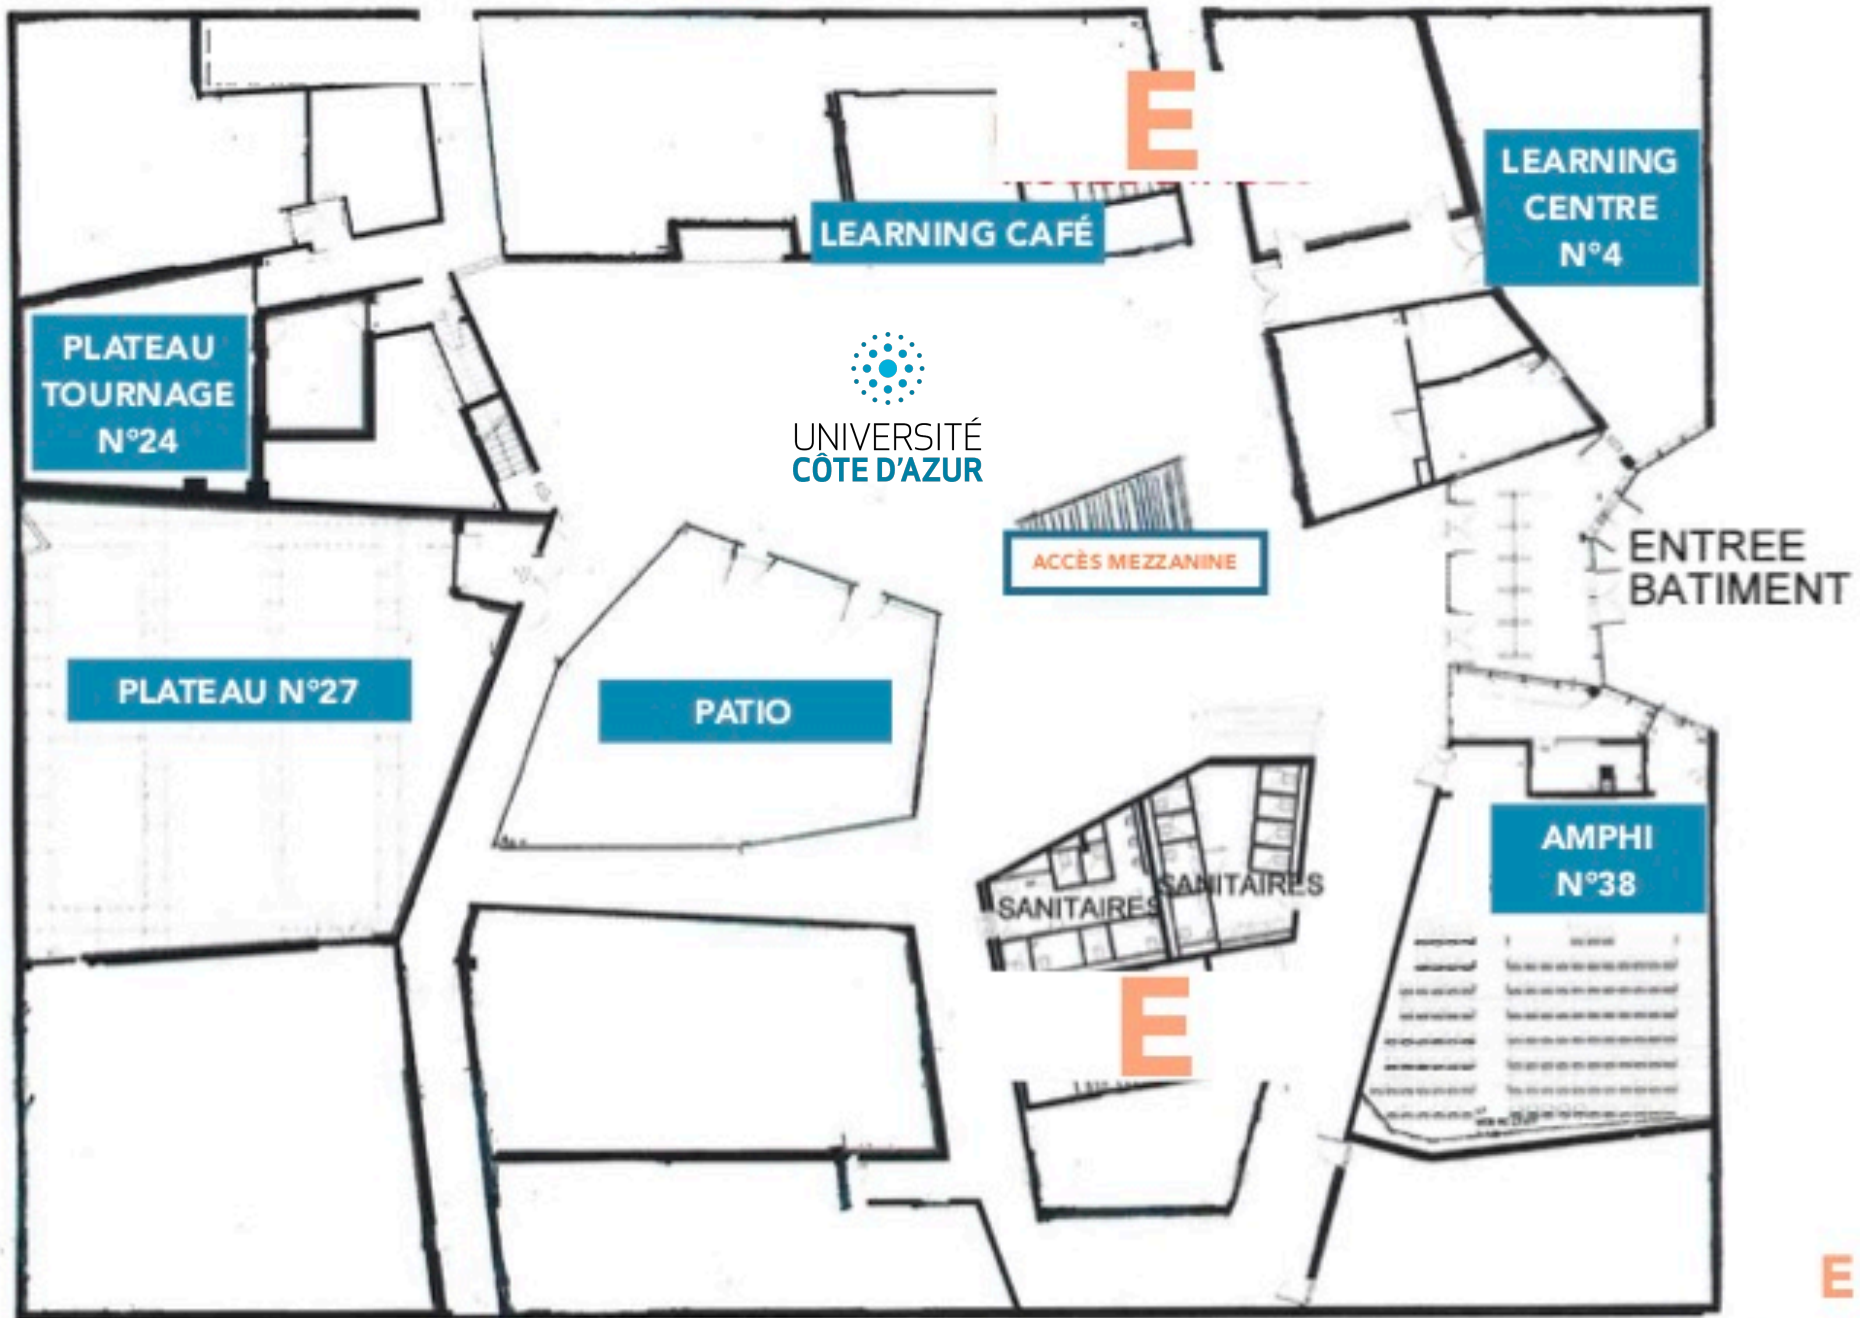 E
LEARNING
CENTRE
N°4
LEARNING CAFÉ
PLATEAU
TOURNAGE
N°24
UNIVERSITÉ
CÔTE D'AZUR
ACCÈS MEZZANINE
ENTREE
BATIMENT
PLATEAU N°27
PATIO
AMPHI
N°38
SANITAIRES
SANITAIRES
E
E